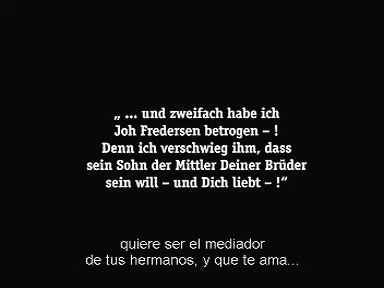 „ ... und zweifach habe ich
Joh Fredersen betrogen – !
Denn ich verschwieg ihm, dass
sein Sohn der Mittler Deiner Brüder
sein will – und Dich liebt – !“
quiere ser el mediador
de tus hermanos, y que te ama...